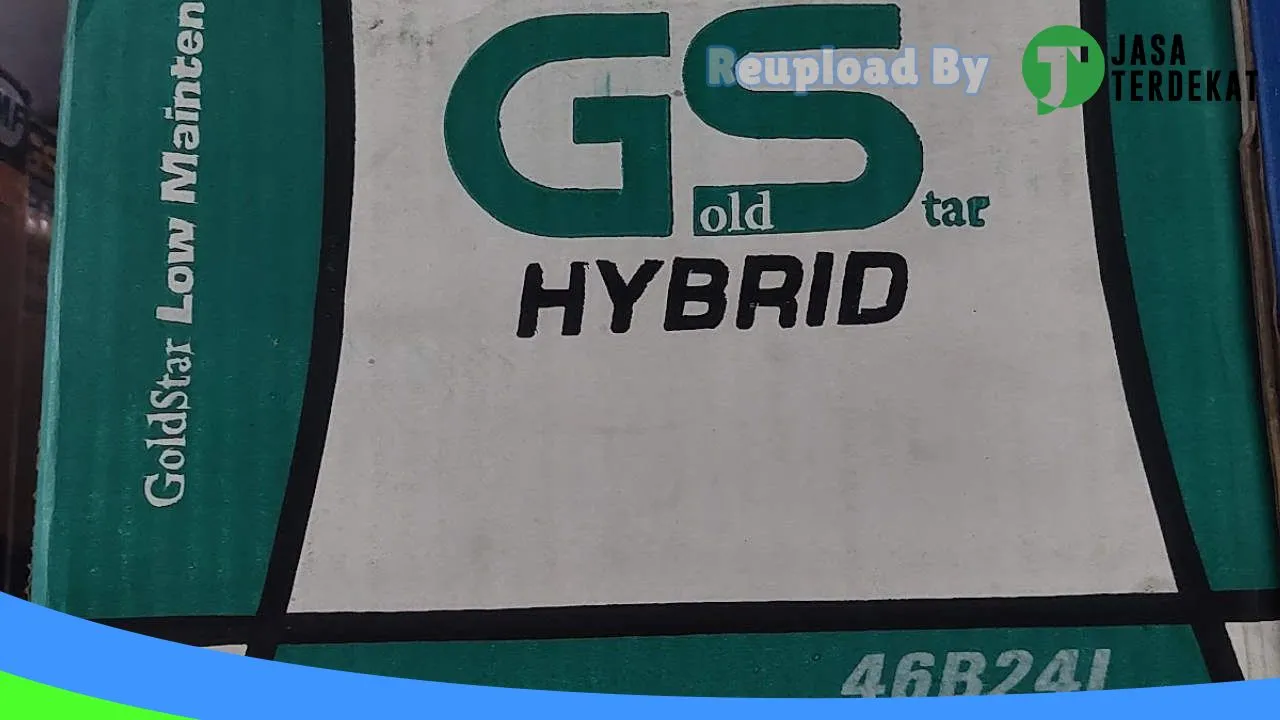 GoldStar Low Mainten
GS
old
tar
HYBRID
Reupload By
JASA
TERDEKAT
46B24L